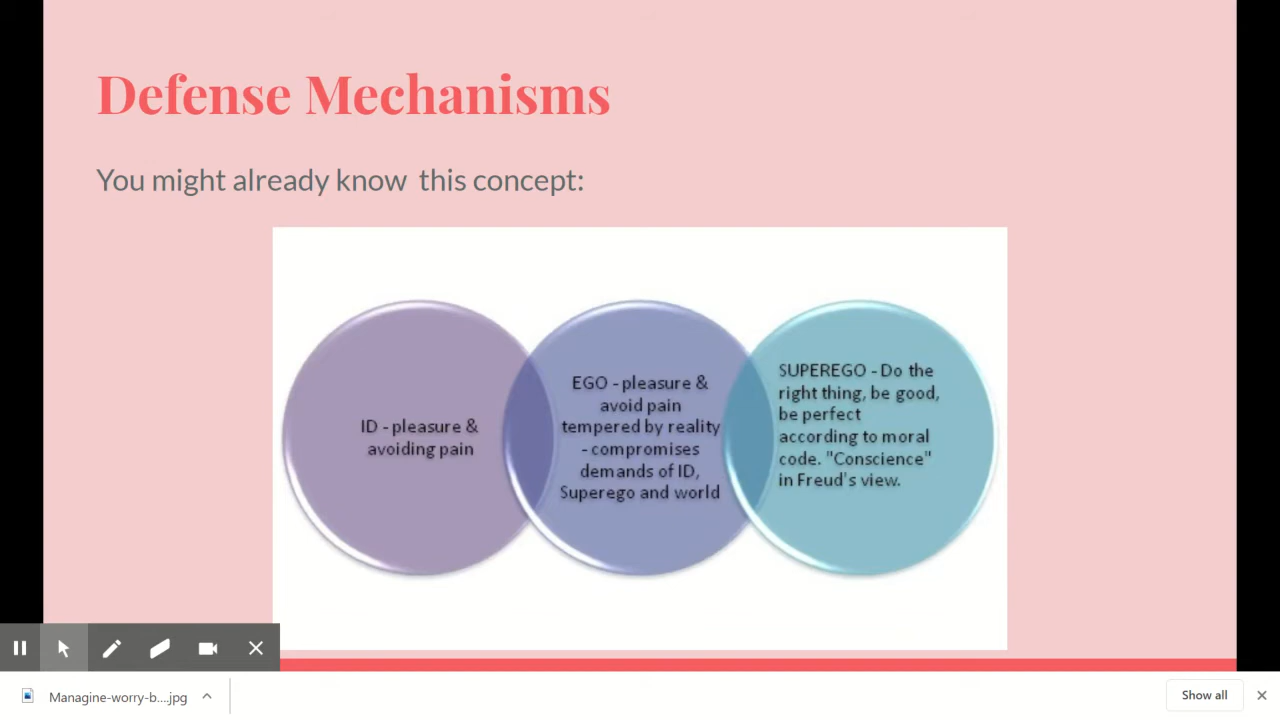 Defense Mechanisms
You might already know  this concept:
ID - pleasure &
avoiding pain
EGO - pleasure &
avoid pain
tempered by reality
- compromises
demands of ID,
Superego and world
SUPEREGO - Do the
right thing, be good,
be perfect
according to moral
code. "Conscience"
in Freud's view.
Managine-worry-b....jpg
Show all